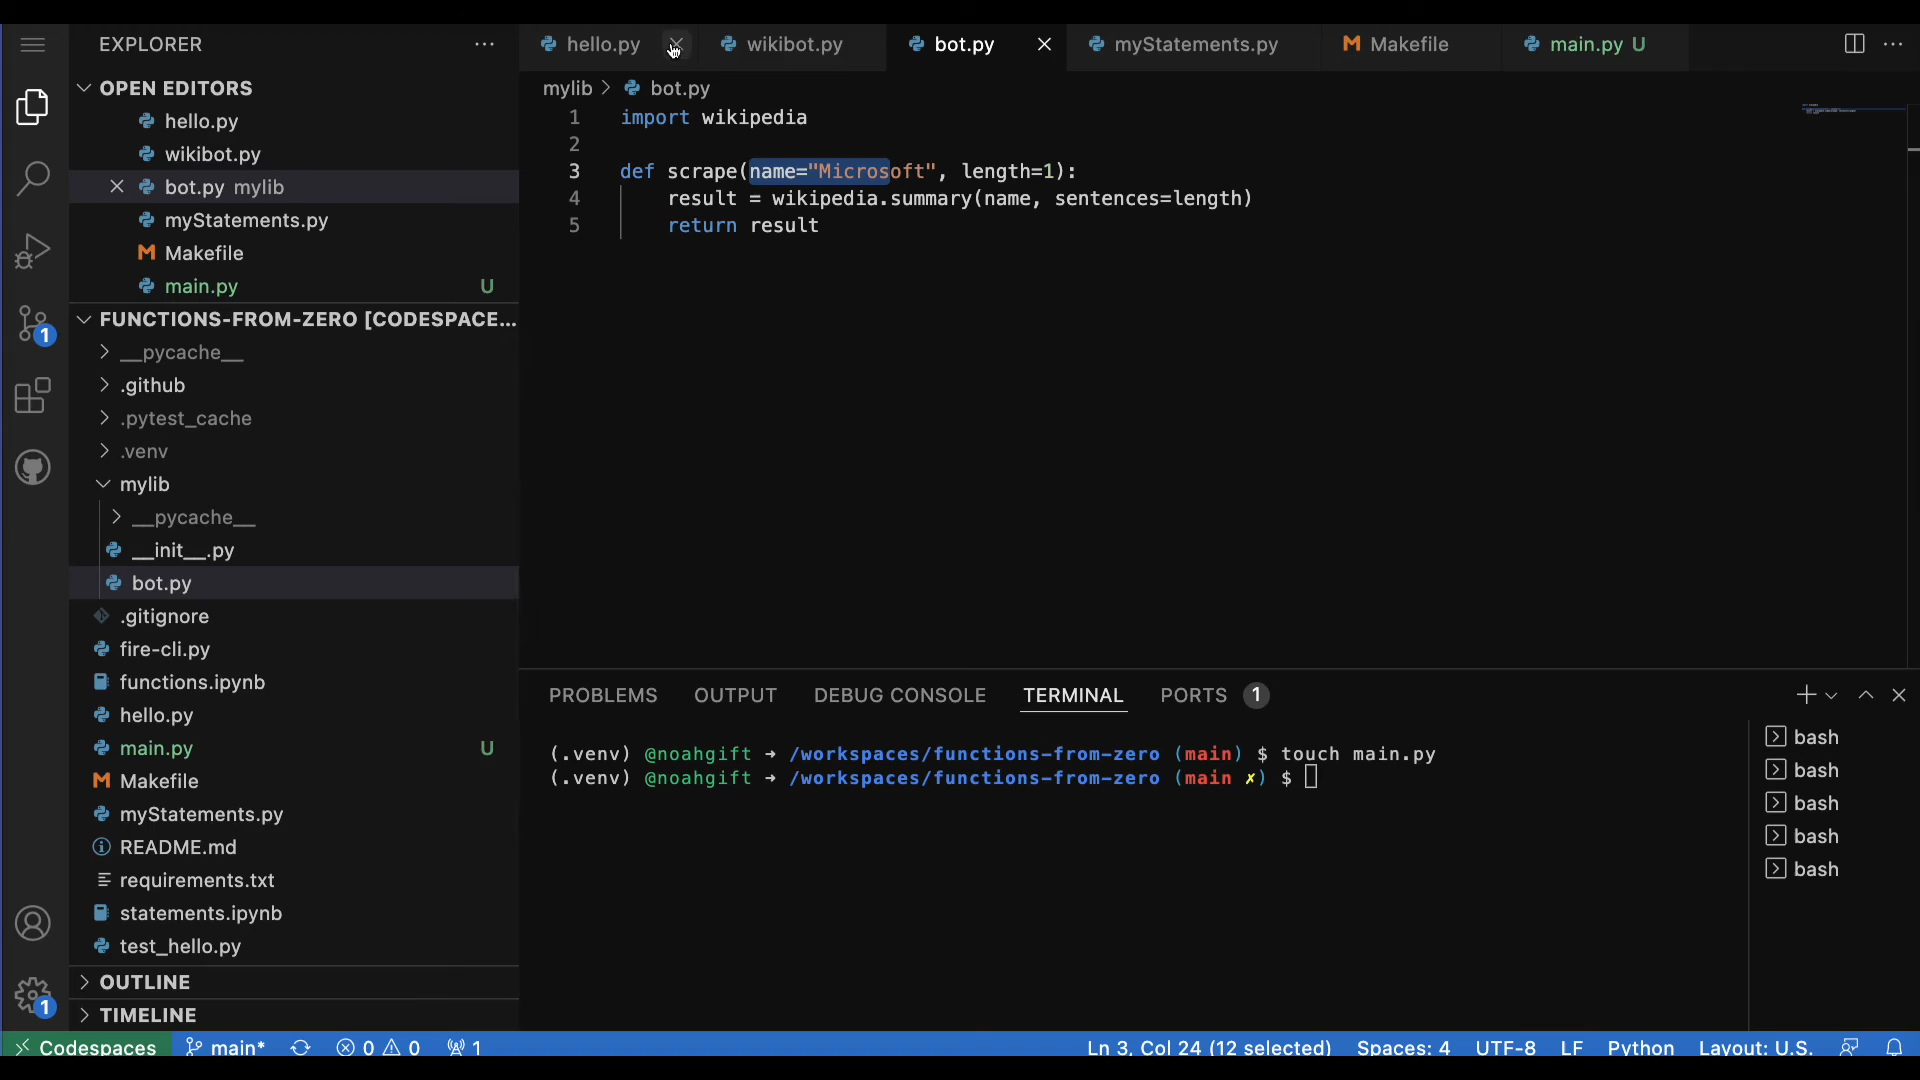 EXPLORER
OPEN EDITORS
hello.py
wikibot.py
bot.py mylib
myStatements.py
Makefile
main.py U
FUNCTIONS-FROM-ZERO [CODESPACE...
__pycache__
.github
.pytest_cache
.venv
mylib
__pycache__
__init__.py
bot.py
.gitignore
fire-cli.py
functions.ipynb
hello.py
main.py U
Makefile
myStatements.py
README.md
requirements.txt
statements.ipynb
test_hello.py
OUTLINE
TIMELINE
1
1
hello.py wikibot.py bot.py myStatements.py M Makefile main.py U
mylib > bot.py
1 import wikipedia
2
3 def scrape(name="Microsoft", length=1):
4     result = wikipedia.summary(name, sentences=length)
5     return result
PROBLEMS OUTPUT DEBUG CONSOLE TERMINAL PORTS 1
(.venv) @noahgift → /workspaces/functions-from-zero (main) $ touch main.py
(.venv) @noahgift → /workspaces/functions-from-zero (main ✗) $
bash
bash
bash
bash
bash
Codespaces main* 0 0 1 Ln 3, Col 24 (12 selected) Spaces: 4 UTF-8 LF Python Layout: U.S.